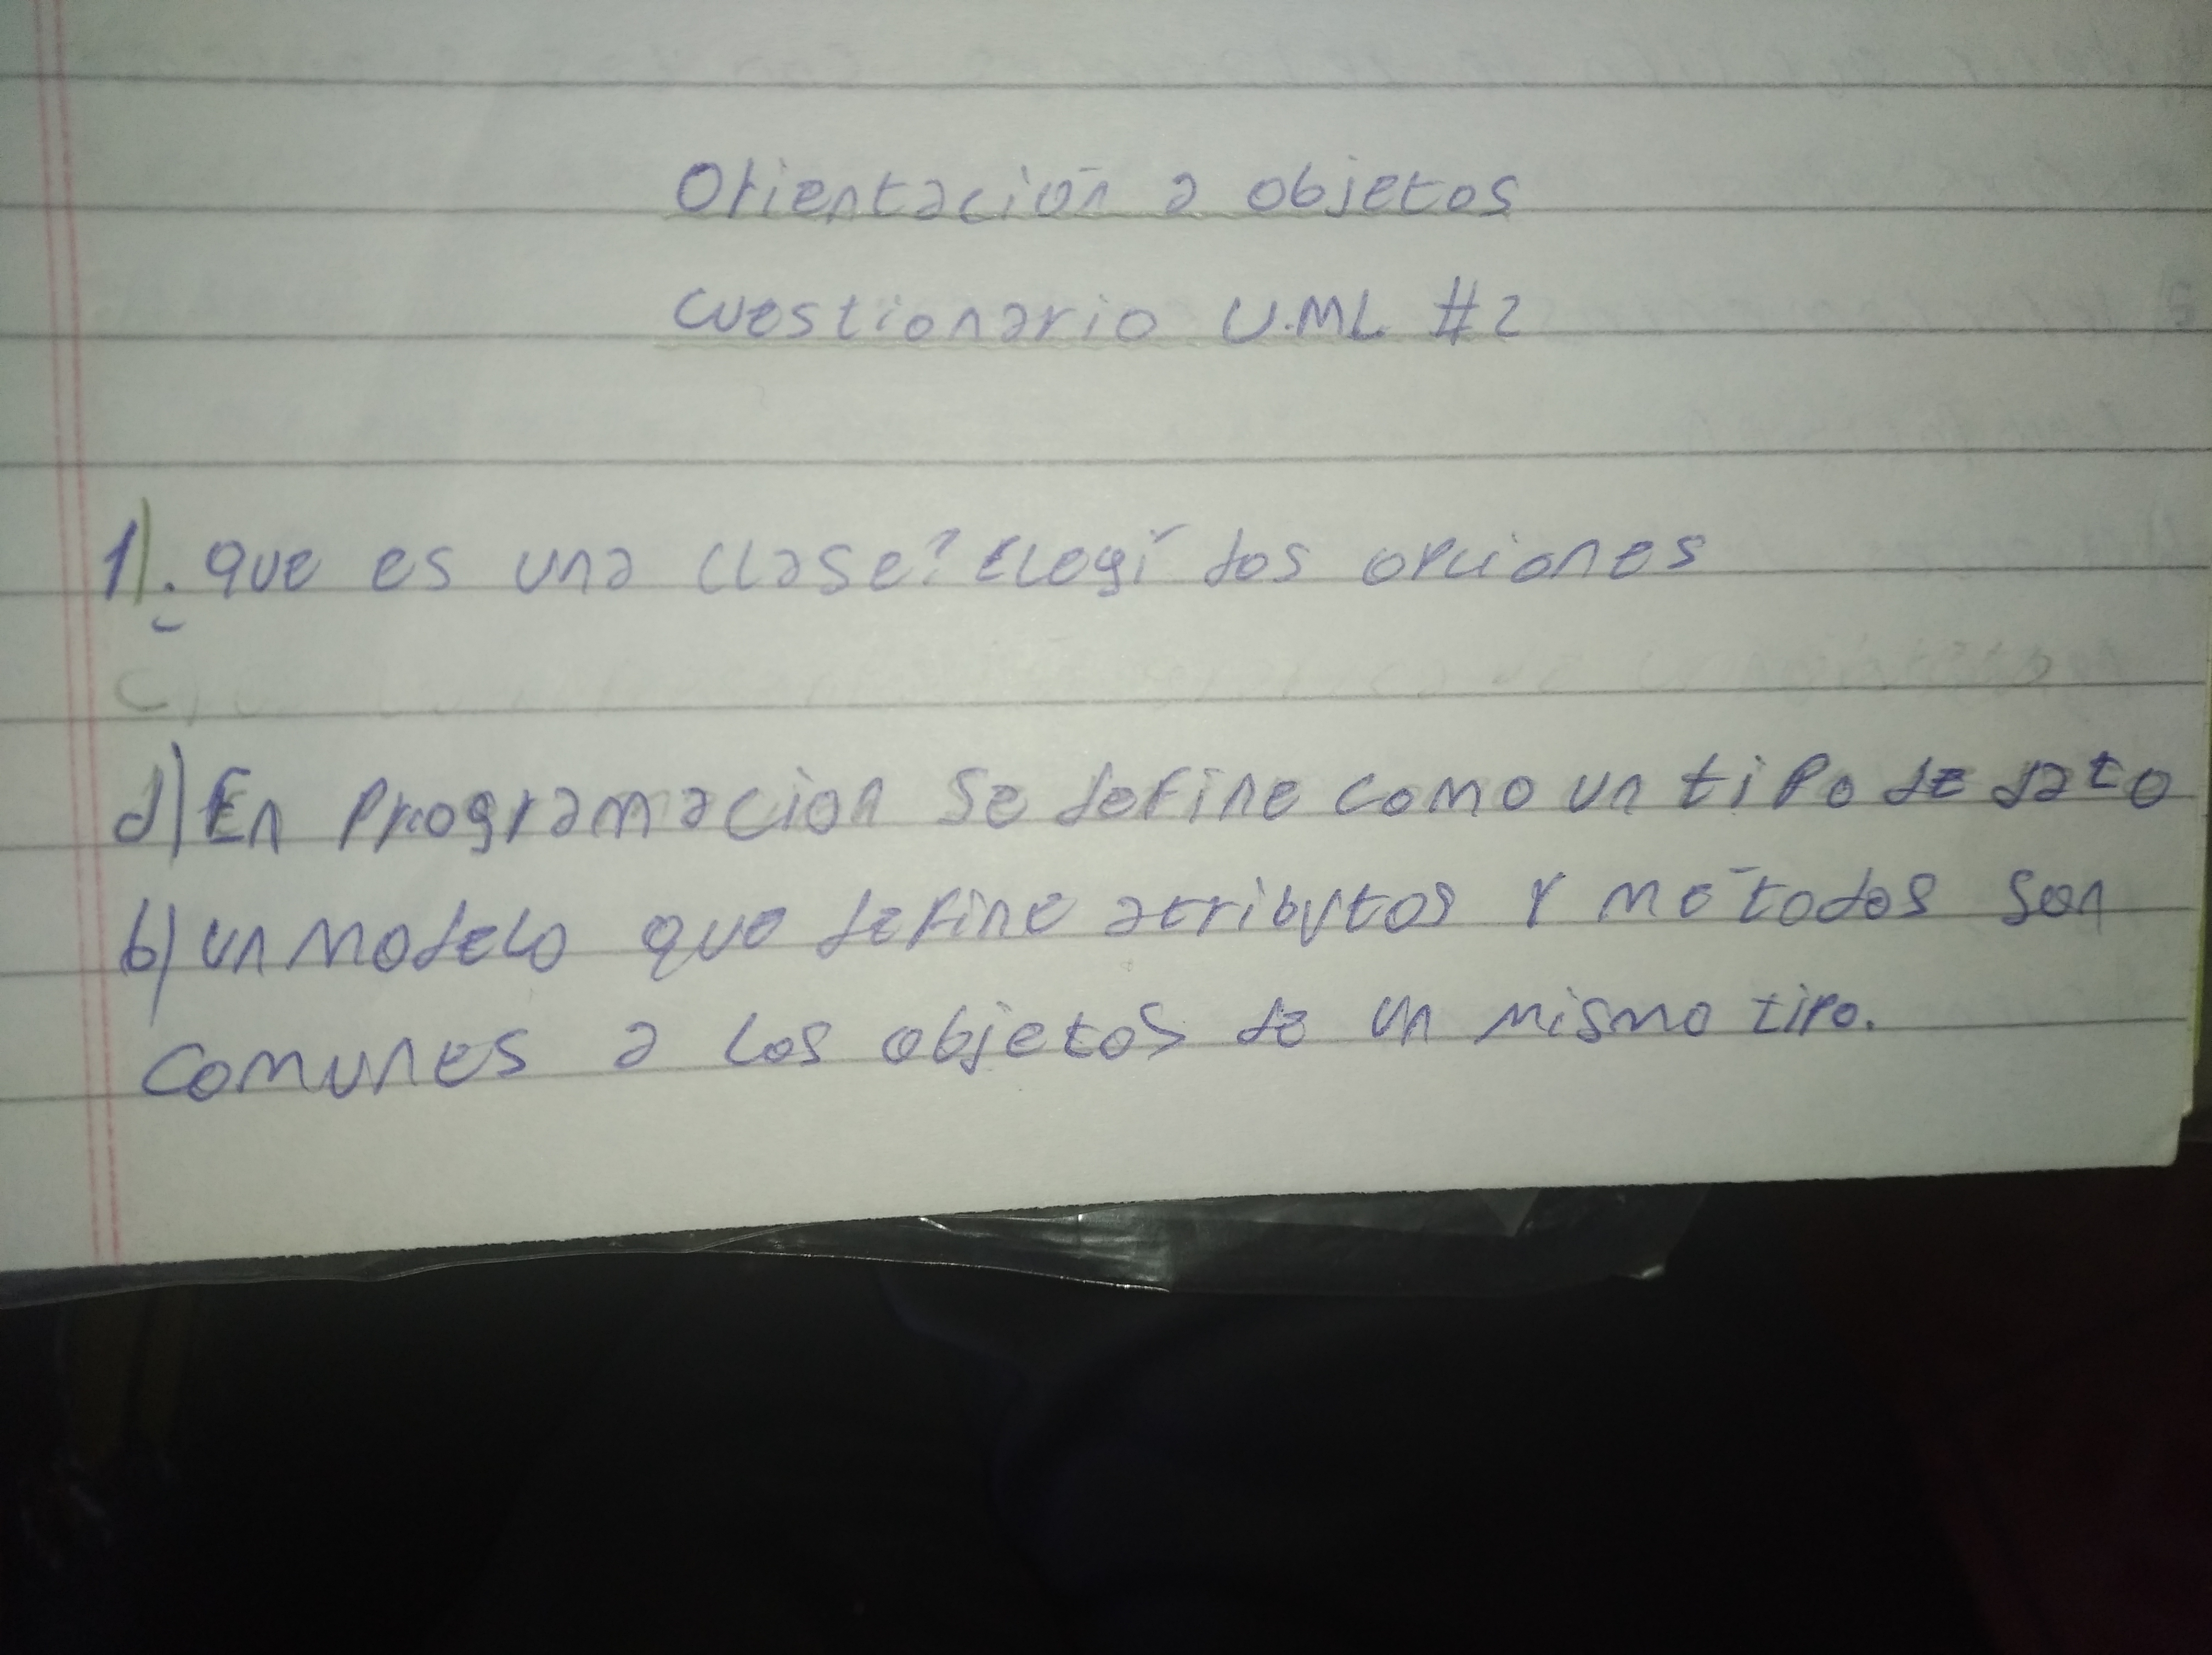 Orientación a objetos
Cuestionario U.ML #2
1). que es una clase? Elegí dos opciones
d) En programacion se define como un tipo de dato
b) un modelo que define atributos y metodos son
comunes a los objetos de un mismo tipo.